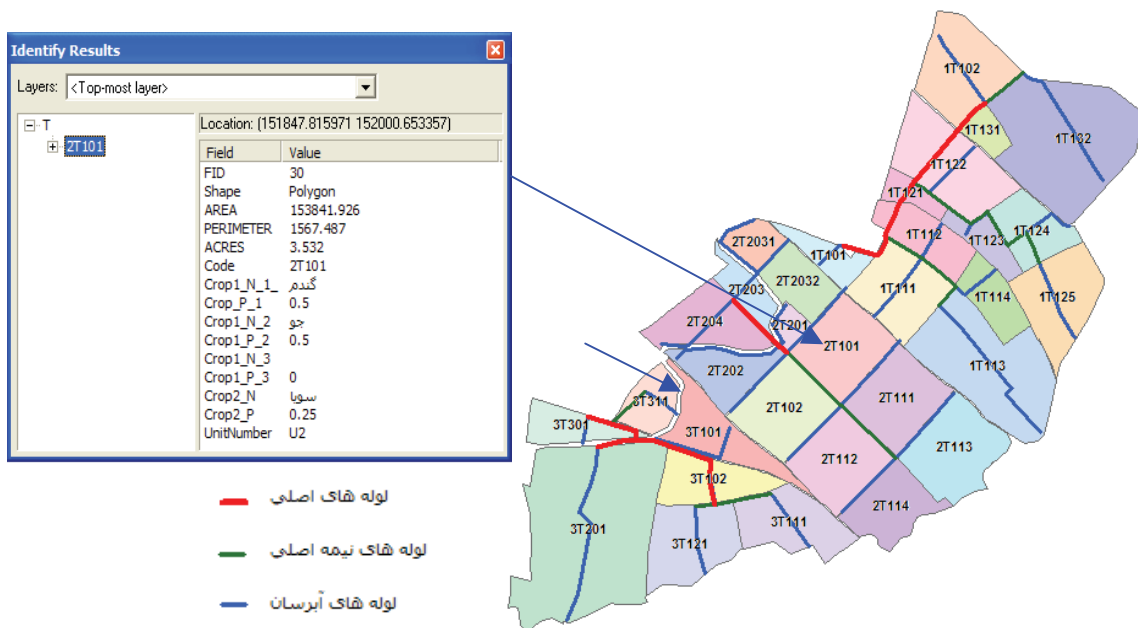 Identify Results
Layers: <Top-most layer>
T
2T101
Location: (151847.815971 152000.653357)
Field Value
FID 30
Shape Polygon
AREA 153841.926
PERIMETER 1567.487
ACRES 3.532
Code 2T101
Crop1_N_1_ گندم
Crop_P_1 0.5
Crop1_N_2 جو
Crop1_P_2 0.5
Crop1_N_3
Crop1_P_3 0
Crop2_N سویا
Crop2_P 0.25
UnitNumber U2
1T102
1T131
1T132
1T122
1T121
1T112
1T123
1T124
2T2031
1T101
2T203
2T2032
1T111
1T114
1T125
2T204
2T201
2T101
1T113
2T202
3T311
2T102
2T111
3T301
3T101
2T112
2T113
3T102
2T114
3T201
3T121
3T111
لوله های اصلی
لوله های نیمه اصلی
لوله های آبرسان